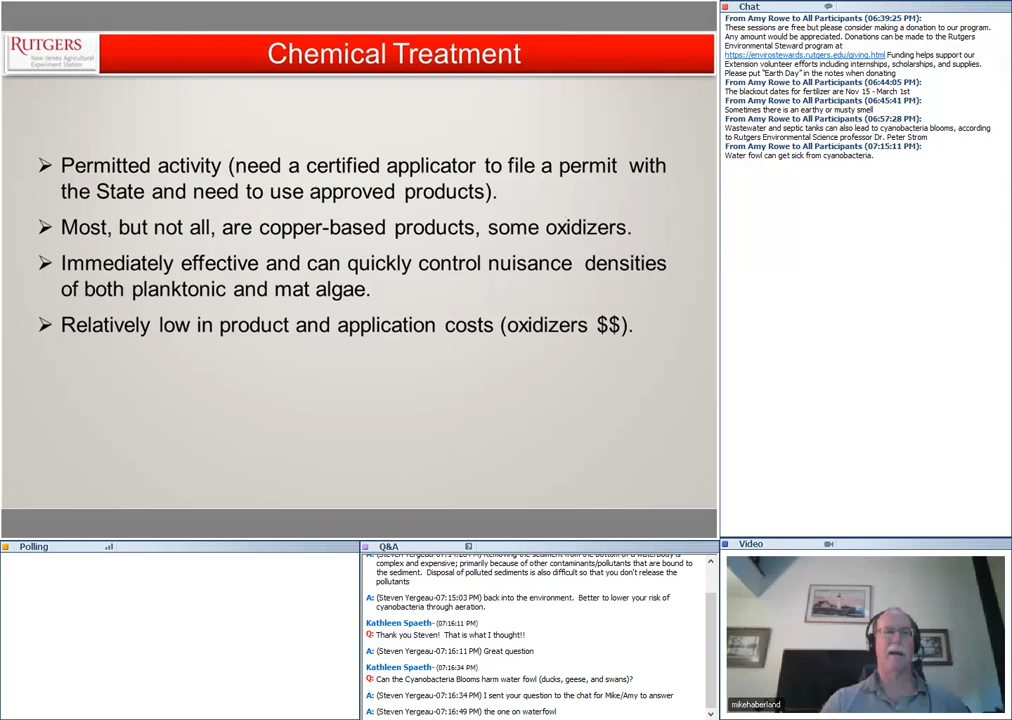 RUTGERS
New Jersey Agricultural
Experiment Station
Chemical Treatment
➢ Permitted activity (need a certified applicator to file a permit with
the State and need to use approved products).
➢ Most, but not all, are copper-based products, some oxidizers.
➢ Immediately effective and can quickly control nuisance densities
of both planktonic and mat algae.
➢ Relatively low in product and application costs (oxidizers $$).
Chat
From Amy Rowe to All Participants (06:39:25 PM):
These sessions are free but please consider making a donation to our program.
Any amount would be appreciated. Donations can be made to the Rutgers
Environmental Steward program at
https://envirostewards.rutgers.edu/giving.html Funding helps support our
Extension volunteer efforts including internships, scholarships, and supplies.
Please put "Earth Day" in the notes when donating
From Amy Rowe to All Participants (06:44:05 PM):
The blackout dates for fertilizer are Nov 15 - March 1st
From Amy Rowe to All Participants (06:45:41 PM):
Sometimes there is an earthy or musty smell
From Amy Rowe to All Participants (06:57:28 PM):
Wastewater and septic tanks can also lead to cyanobacteria blooms, according
to Rutgers Environmental Science professor Dr. Peter Strom
From Amy Rowe to All Participants (07:15:11 PM):
Water fowl can get sick from cyanobacteria.
Polling
Q&A
complex and expensive; primarily because of other contaminants/pollutants that are bound to
the sediment. Disposal of polluted sediments is also difficult so that you don't release the
pollutants
A: (Steven Yergeau-07:15:03 PM) back into the environment. Better to lower your risk of
cyanobacteria through aeration.
Kathleen Spaeth- (07:16:11 PM)
Q: Thank you Steven! That is what I thought!!
A: (Steven Yergeau-07:16:11 PM) Great question
Kathleen Spaeth- (07:16:34 PM)
Q: Can the Cyanobacteria Blooms harm water fowl (ducks, geese, and swans)?
A: (Steven Yergeau-07:16:34 PM) I sent your question to the chat for Mike/Amy to answer
A: (Steven Yergeau-07:16:49 PM) the one on waterfowl
Video
mikehaberland